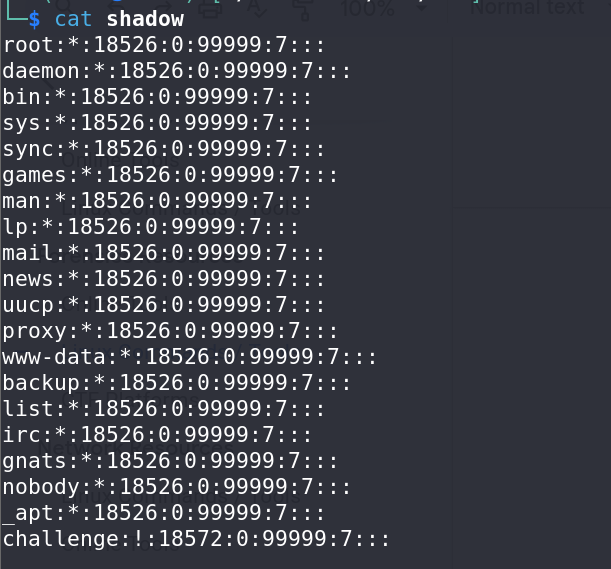 100% Normal text
└─$ cat shadow
root:*:18526:0:99999:7:::
daemon:*:18526:0:99999:7:::
bin:*:18526:0:99999:7:::
sys:*:18526:0:99999:7:::
sync:*:18526:0:99999:7:::
games:*:18526:0:99999:7:::
man:*:18526:0:99999:7:::
lp:*:18526:0:99999:7:::
mail:*:18526:0:99999:7:::
news:*:18526:0:99999:7:::
uucp:*:18526:0:99999:7:::
proxy:*:18526:0:99999:7:::
www-data:*:18526:0:99999:7:::
backup:*:18526:0:99999:7:::
list:*:18526:0:99999:7:::
irc:*:18526:0:99999:7:::
gnats:*:18526:0:99999:7:::
nobody:*:18526:0:99999:7:::
_apt:*:18526:0:99999:7:::
challenge:!:18572:0:99999:7:::